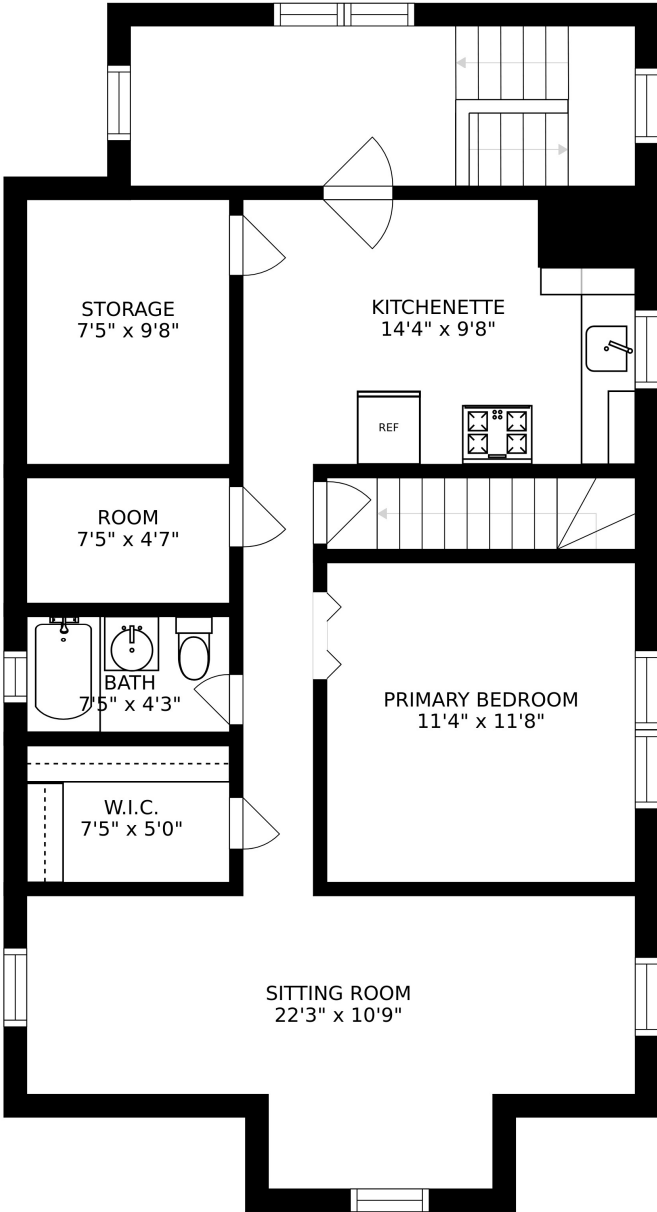 STORAGE
7'5" x 9'8"
KITCHENETTE
14'4" x 9'8"
REF
ROOM
7'5" x 4'7"
BATH
7'5" x 4'3"
PRIMARY BEDROOM
11'4" x 11'8"
W.I.C.
7'5" x 5'0"
SITTING ROOM
22'3" x 10'9"